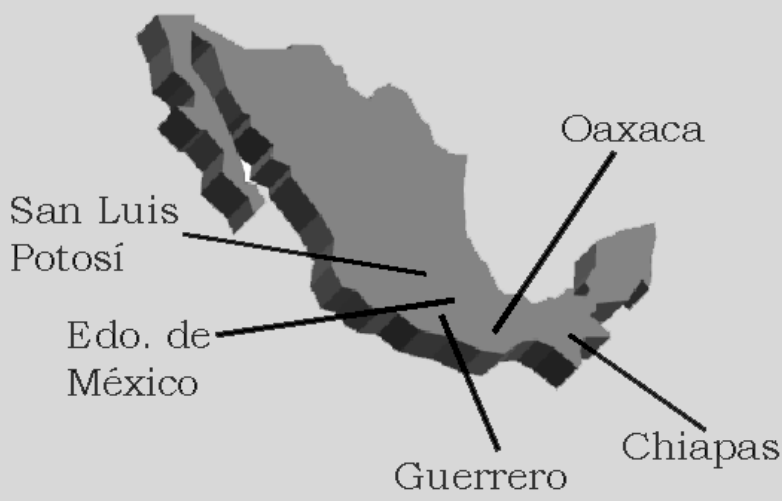 Oaxaca
San Luis
Potosí
Edo. de
México
Chiapas
Guerrero